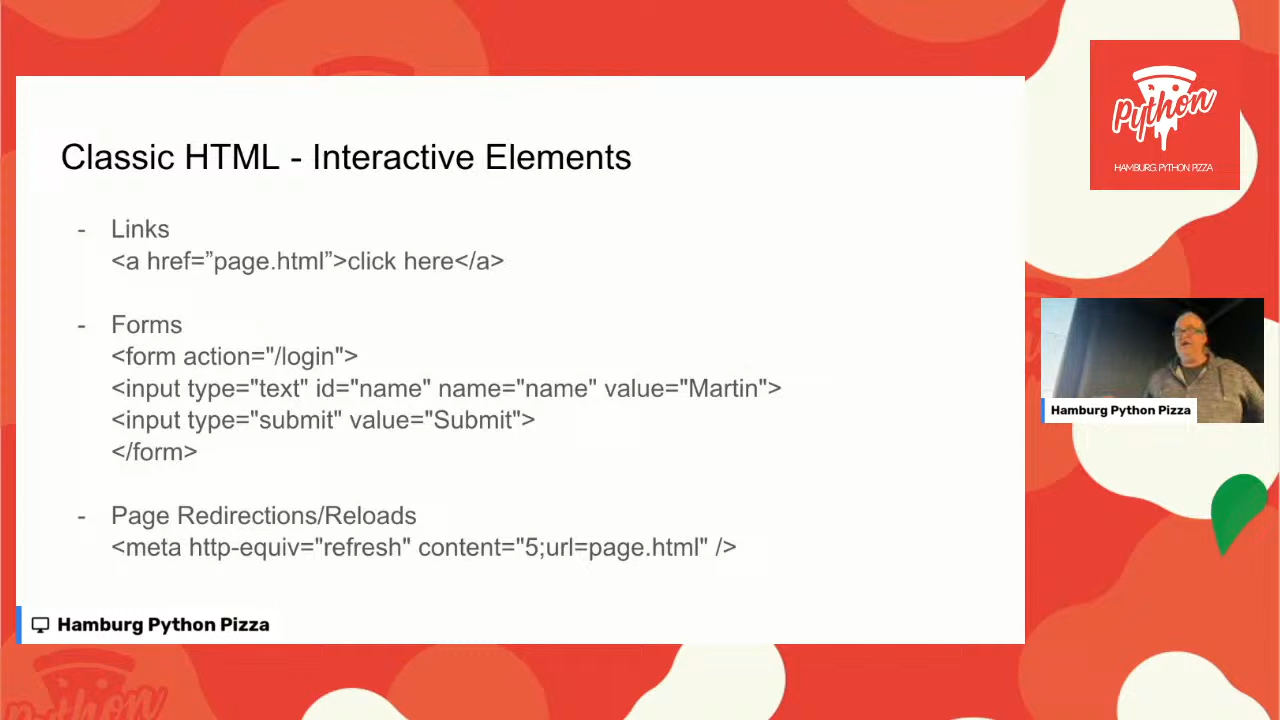 Classic HTML - Interactive Elements
- Links
<a href=”page.html”>click here</a>
- Forms
<form action="/login">
<input type="text" id="name" name="name" value="Martin">
<input type="submit" value="Submit">
</form>
- Page Redirections/Reloads
<meta http-equiv="refresh" content="5;url=page.html" />
Hamburg Python Pizza
Python
HAMBURG.PYTHON.PIZZA
Hamburg Python Pizza
Python